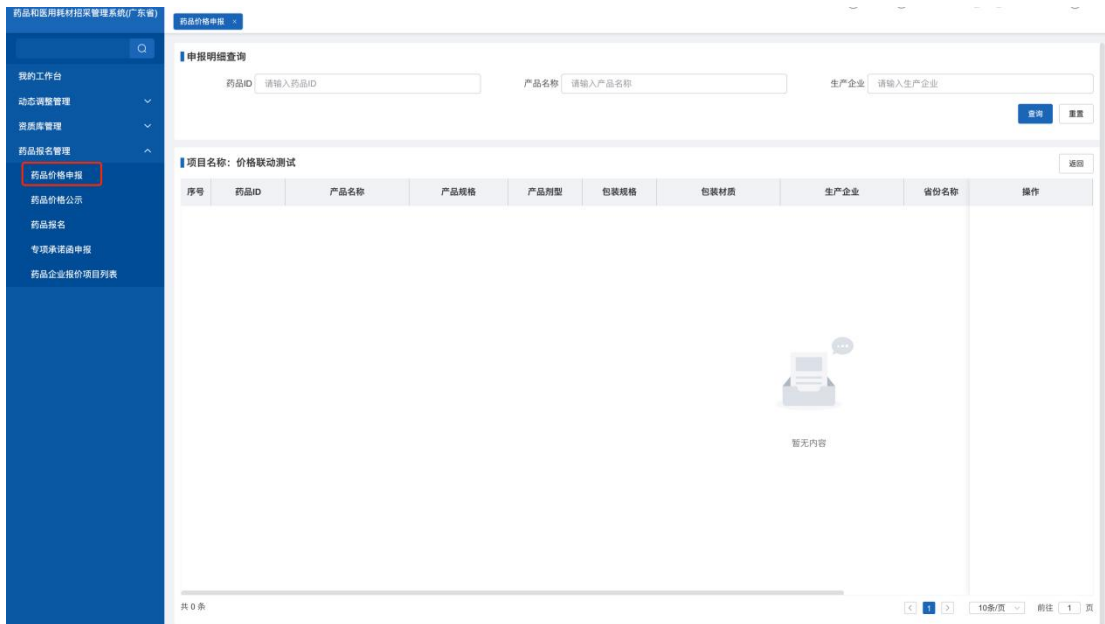 药品和医用耗材招采管理系统(广东省)
药品价格申报 ×
我的工作台
动态调整管理
资质库管理
药品报名管理
药品价格申报
药品价格公示
药品报名
专项承诺函申报
药品企业报价项目列表
申报明细查询
药品ID 请输入药品ID 产品名称 请输入产品名称 生产企业 请输入生产企业
查询 重置
项目名称：价格联动测试 返回
序号 药品ID 产品名称 产品规格 产品剂型 包装规格 包装材质 生产企业 省份名称 操作
暂无内容
共 0 条 < 1 > 10条/页 前往 1 页